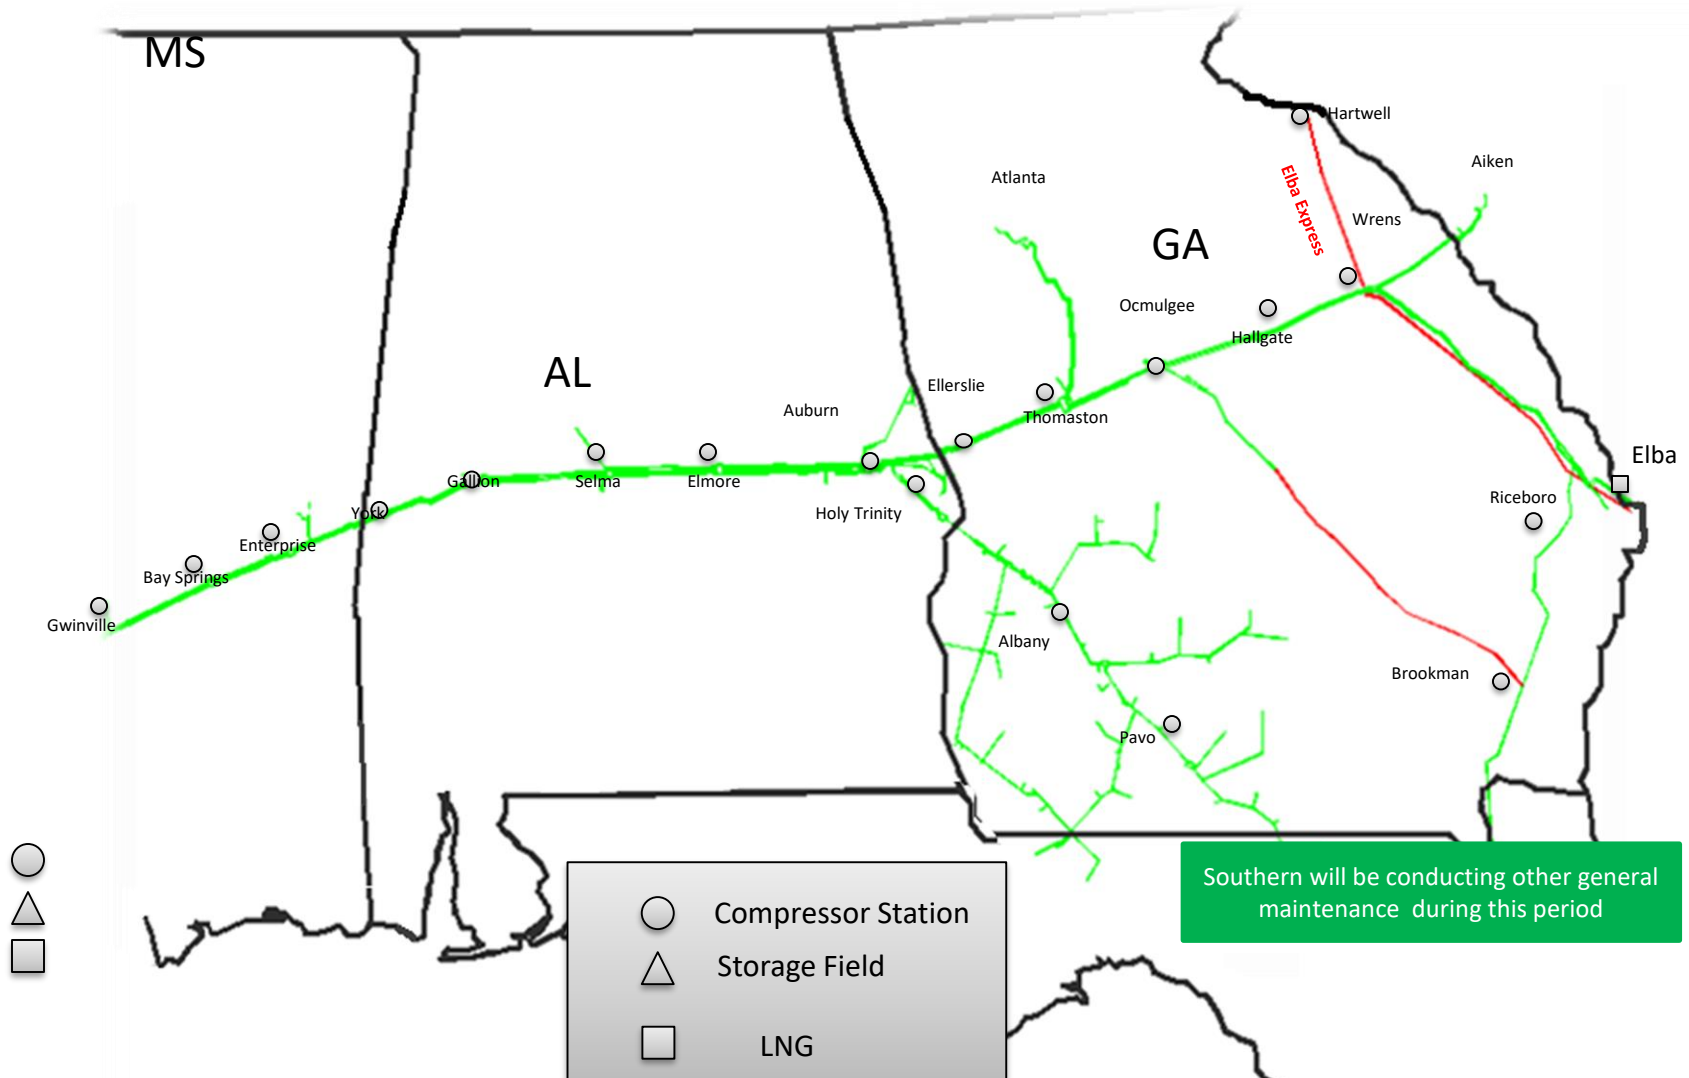 MS
Hartwell
Aiken
Atlanta
Elba Express
Wrens
GA
Ocmulgee
Hallgate
AL
Ellerslie
Auburn
Thomaston
Elba
Gallion
Selma
Elmore
Riceboro
York
Holy Trinity
Enterprise
Bay Springs
Gwinville
Albany
Brookman
Pavo
Southern will be conducting other general
maintenance during this period
Compressor Station
Storage Field
LNG